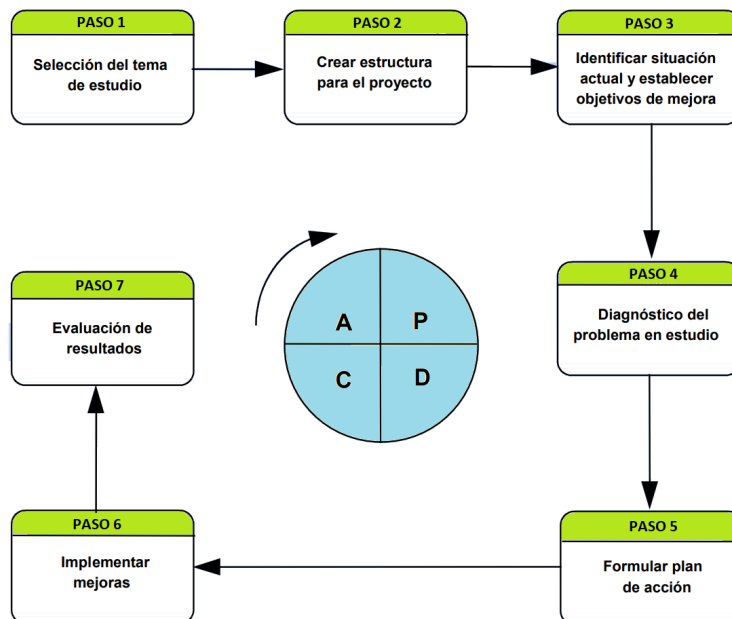 PASO 1
Selección del tema
de estudio
PASO 2
Crear estructura
para el proyecto
PASO 3
Identificar situación
actual y establecer
objetivos de mejora
PASO 4
Diagnóstico del
problema en estudio
PASO 5
Formular plan
de acción
PASO 6
Implementar
mejoras
PASO 7
Evaluación de
resultados
A P
C D